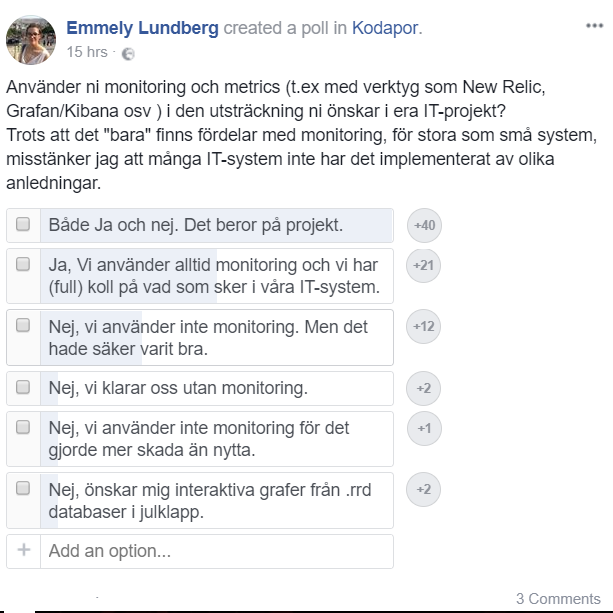 Emmely Lundberg created a poll in Kodapor.
15 hrs ·
Använder ni monitoring och metrics (t.ex med verktyg som New Relic,
Grafan/Kibana osv ) i den utsträckning ni önskar i era IT-projekt?
Trots att det "bara" finns fördelar med monitoring, för stora som små system,
misstänker jag att många IT-system inte har det implementerat av olika
anledningar.
Både Ja och nej. Det beror på projekt. +40
Ja, Vi använder alltid monitoring och vi har +21
(full) koll på vad som sker i våra IT-system.
Nej, vi använder inte monitoring. Men det +12
hade säker varit bra.
Nej, vi klarar oss utan monitoring. +2
Nej, vi använder inte monitoring för det +1
gjorde mer skada än nytta.
Nej, önskar mig interaktiva grafer från .rrd +2
databaser i julklapp.
+ Add an option...
3 Comments